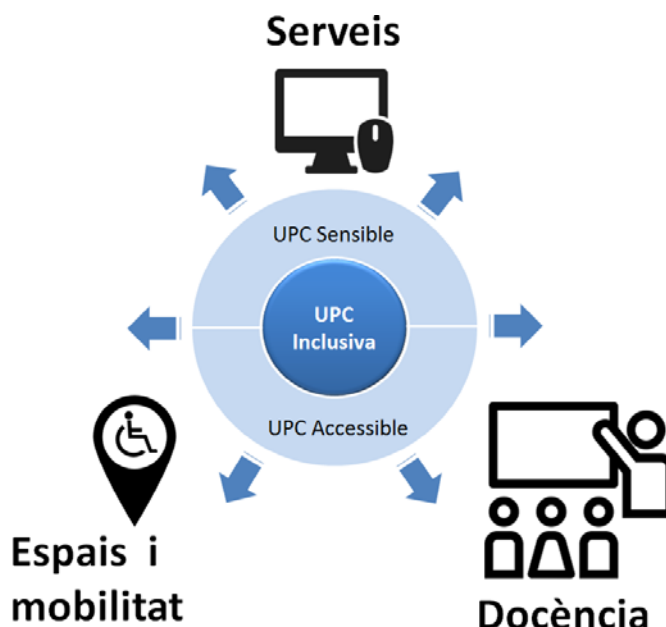 Serveis
UPC Sensible
UPC
Inclusiva
UPC Accessible
Espais i
mobilitat
Docència